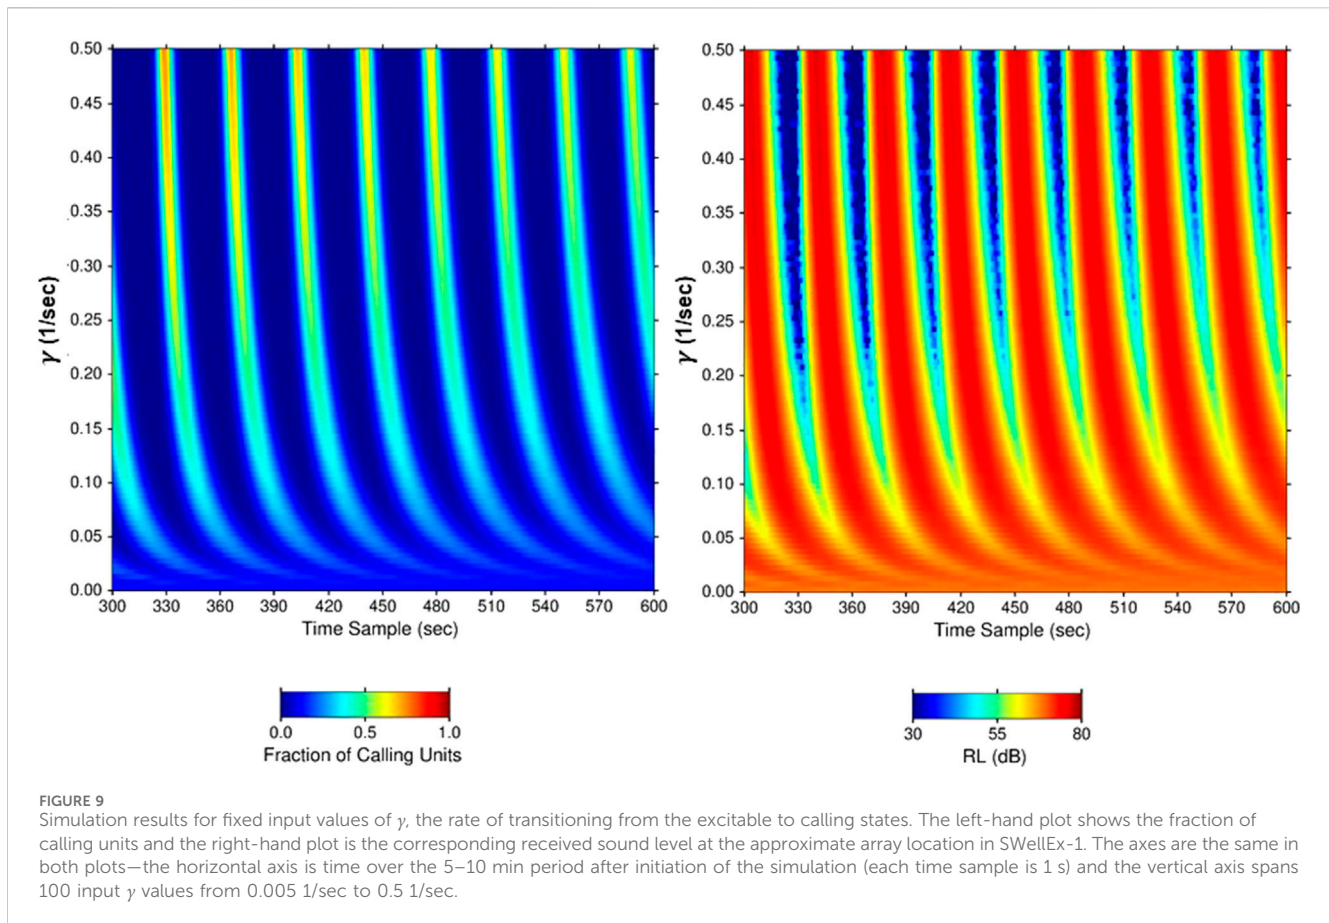 0.50
0.45
0.40
0.35
0.30
0.25
0.20
0.15
0.10
0.05
0.00
γ (1/sec)
300 330 360 390 420 450 480 510 540 570 600
Time Sample (sec)
0.50
0.45
0.40
0.35
0.30
0.25
0.20
0.15
0.10
0.05
0.00
γ (1/sec)
300 330 360 390 420 450 480 510 540 570 600
Time Sample (sec)
0.0 0.5 1.0
Fraction of Calling Units
30 55 80
RL (dB)
FIGURE 9
Simulation results for fixed input values of γ, the rate of transitioning from the excitable to calling states. The left-hand plot shows the fraction of
calling units and the right-hand plot is the corresponding received sound level at the approximate array location in SWellEx-1. The axes are the same in
both plots—the horizontal axis is time over the 5–10 min period after initiation of the simulation (each time sample is 1 s) and the vertical axis spans
100 input γ values from 0.005 1/sec to 0.5 1/sec.